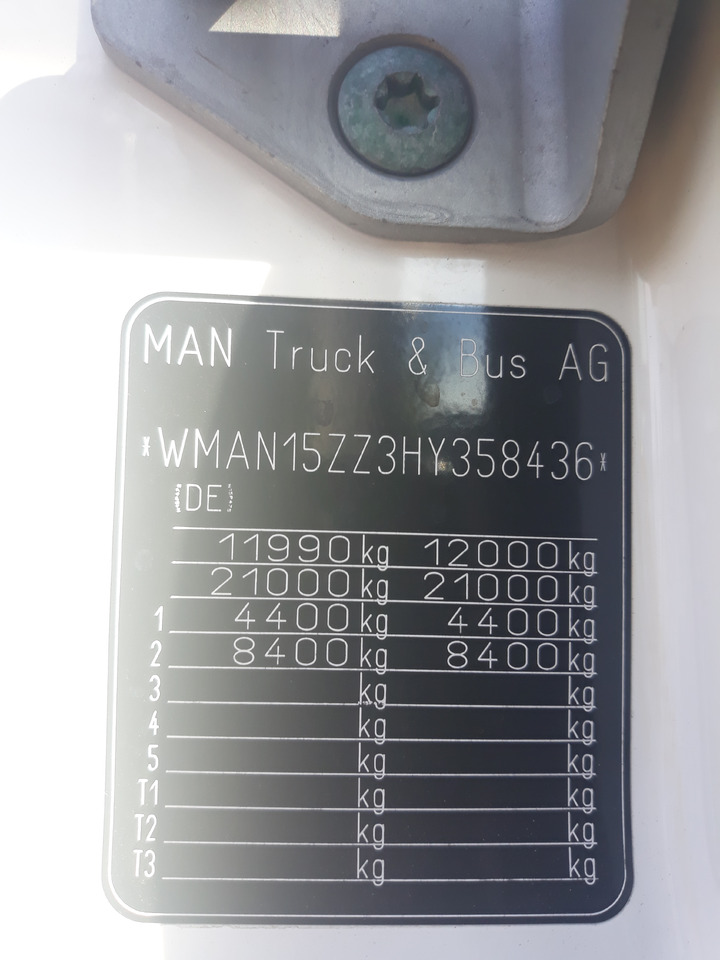 MAN Truck & Bus AG
*WMAN15ZZ3HY358436*
(DE)
11990 kg 12000 kg
21000 kg 21000 kg
1 4400 kg 4400 kg
2 8400 kg 8400 kg
3 kg kg
4 kg kg
5 kg kg
T1 kg kg
T2 kg kg
T3 kg kg